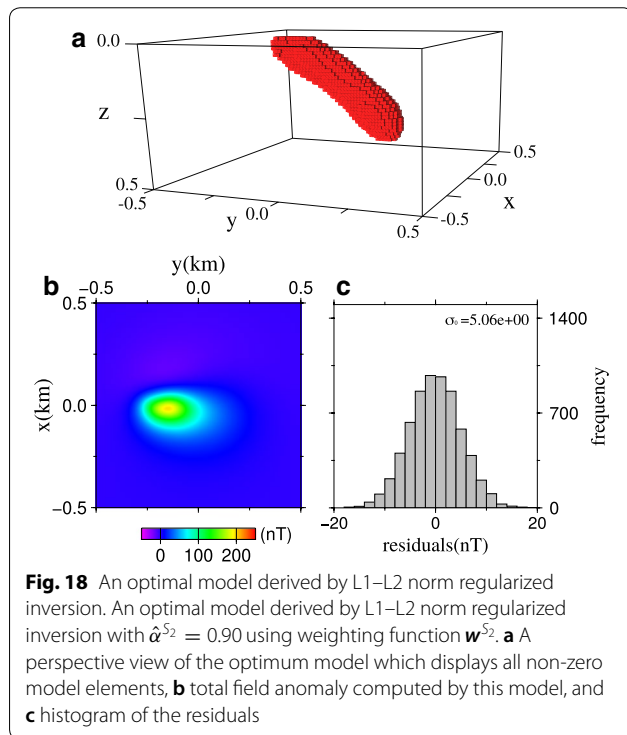 a
0.0
z
0.5
-0.5
y
0.0
0.5
-0.5
0.0
0.5
x
b
y(km)
−0.5
0.0
0.5
0.5
0.0
−0.5
x(km)
0
100
200
(nT)
c
σ₀=5.06e+00
1400
700
0
frequency
−20
0
20
residuals(nT)
Fig. 18 An optimal model derived by L1–L2 norm regularized
inversion. An optimal model derived by L1–L2 norm regularized
inversion with α̂^S₂ = 0.90 using weighting function w^S₂. a A
perspective view of the optimum model which displays all non-zero
model elements, b total field anomaly computed by this model, and
c histogram of the residuals